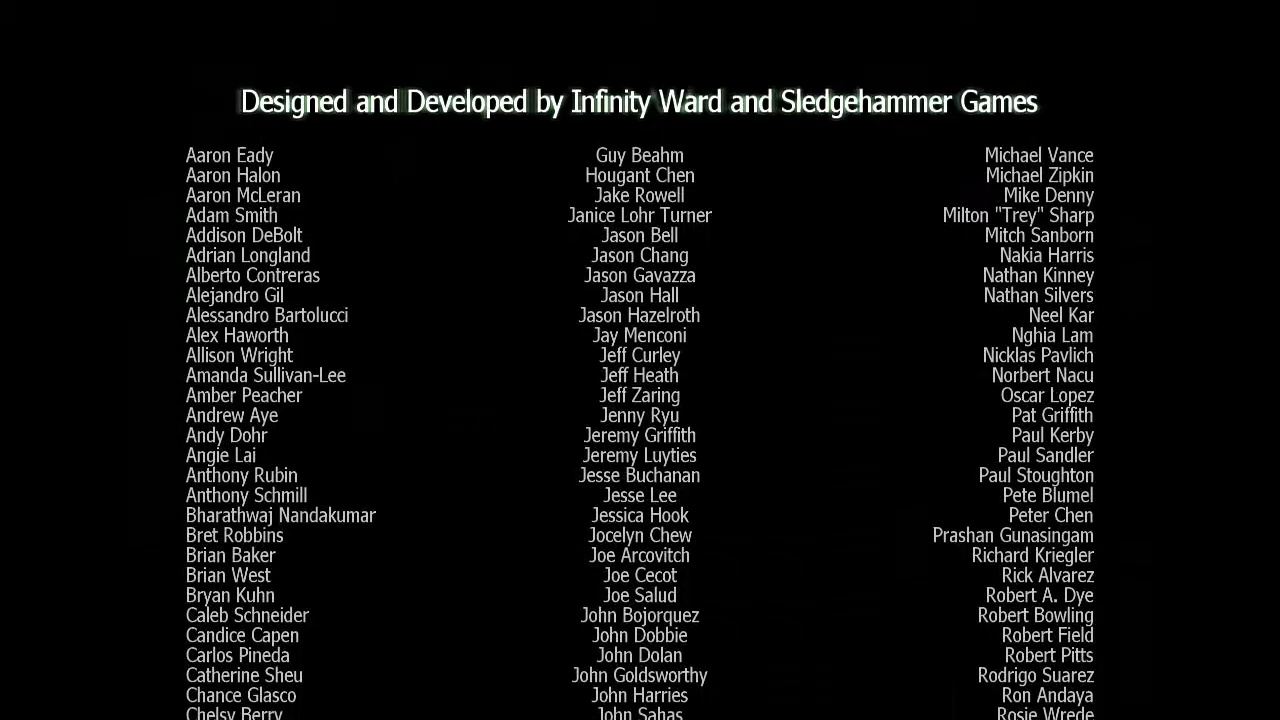 Designed and Developed by Infinity Ward and Sledgehammer Games
Aaron Eady Guy Beahm Michael Vance
Aaron Halon Hougant Chen Michael Zipkin
Aaron McLeran Jake Rowell Mike Denny
Adam Smith Janice Lohr Turner Milton "Trey" Sharp
Addison DeBolt Jason Bell Mitch Sanborn
Adrian Longland Jason Chang Nakia Harris
Alberto Contreras Jason Gavazza Nathan Kinney
Alejandro Gil Jason Hall Nathan Silvers
Alessandro Bartolucci Jason Hazelroth Neel Kar
Alex Haworth Jay Menconi Nghia Lam
Allison Wright Jeff Curley Nicklas Pavlich
Amanda Sullivan-Lee Jeff Heath Norbert Nacu
Amber Peacher Jeff Zaring Oscar Lopez
Andrew Aye Jenny Ryu Pat Griffith
Andy Dohr Jeremy Griffith Paul Kerby
Angie Lai Jeremy Luyties Paul Sandler
Anthony Rubin Jesse Buchanan Paul Stoughton
Anthony Schmill Jesse Lee Pete Blumel
Bharathwaj Nandakumar Jessica Hook Peter Chen
Bret Robbins Jocelyn Chew Prashan Gunasingam
Brian Baker Joe Arcovitch Richard Kriegler
Brian West Joe Cecot Rick Alvarez
Bryan Kuhn Joe Salud Robert A. Dye
Caleb Schneider John Bojorquez Robert Bowling
Candice Capen John Dobbie Robert Field
Carlos Pineda John Dolan Robert Pitts
Catherine Sheu John Goldsworthy Rodrigo Suarez
Chance Glasco John Harries Ron Andaya
Chelsy Berry John Sahas Rosie Wrede